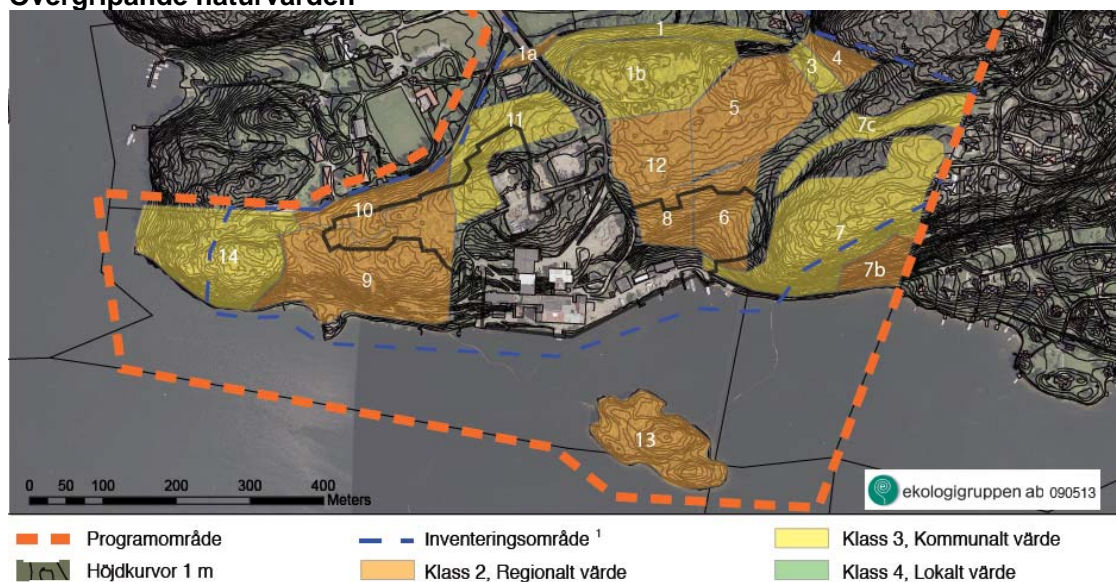 Övergripande naturvärden
1
1a
1b
3
4
5
7c
11
12
10
8
6
7
14
9
7b
13
0 50 100 200 300 400
Meters
ekologigruppen ab 090513
Programområde
Inventeringsområde 1
Klass 3, Kommunalt värde
Höjdkurvor 1 m
Klass 2, Regionalt värde
Klass 4, Lokalt värde